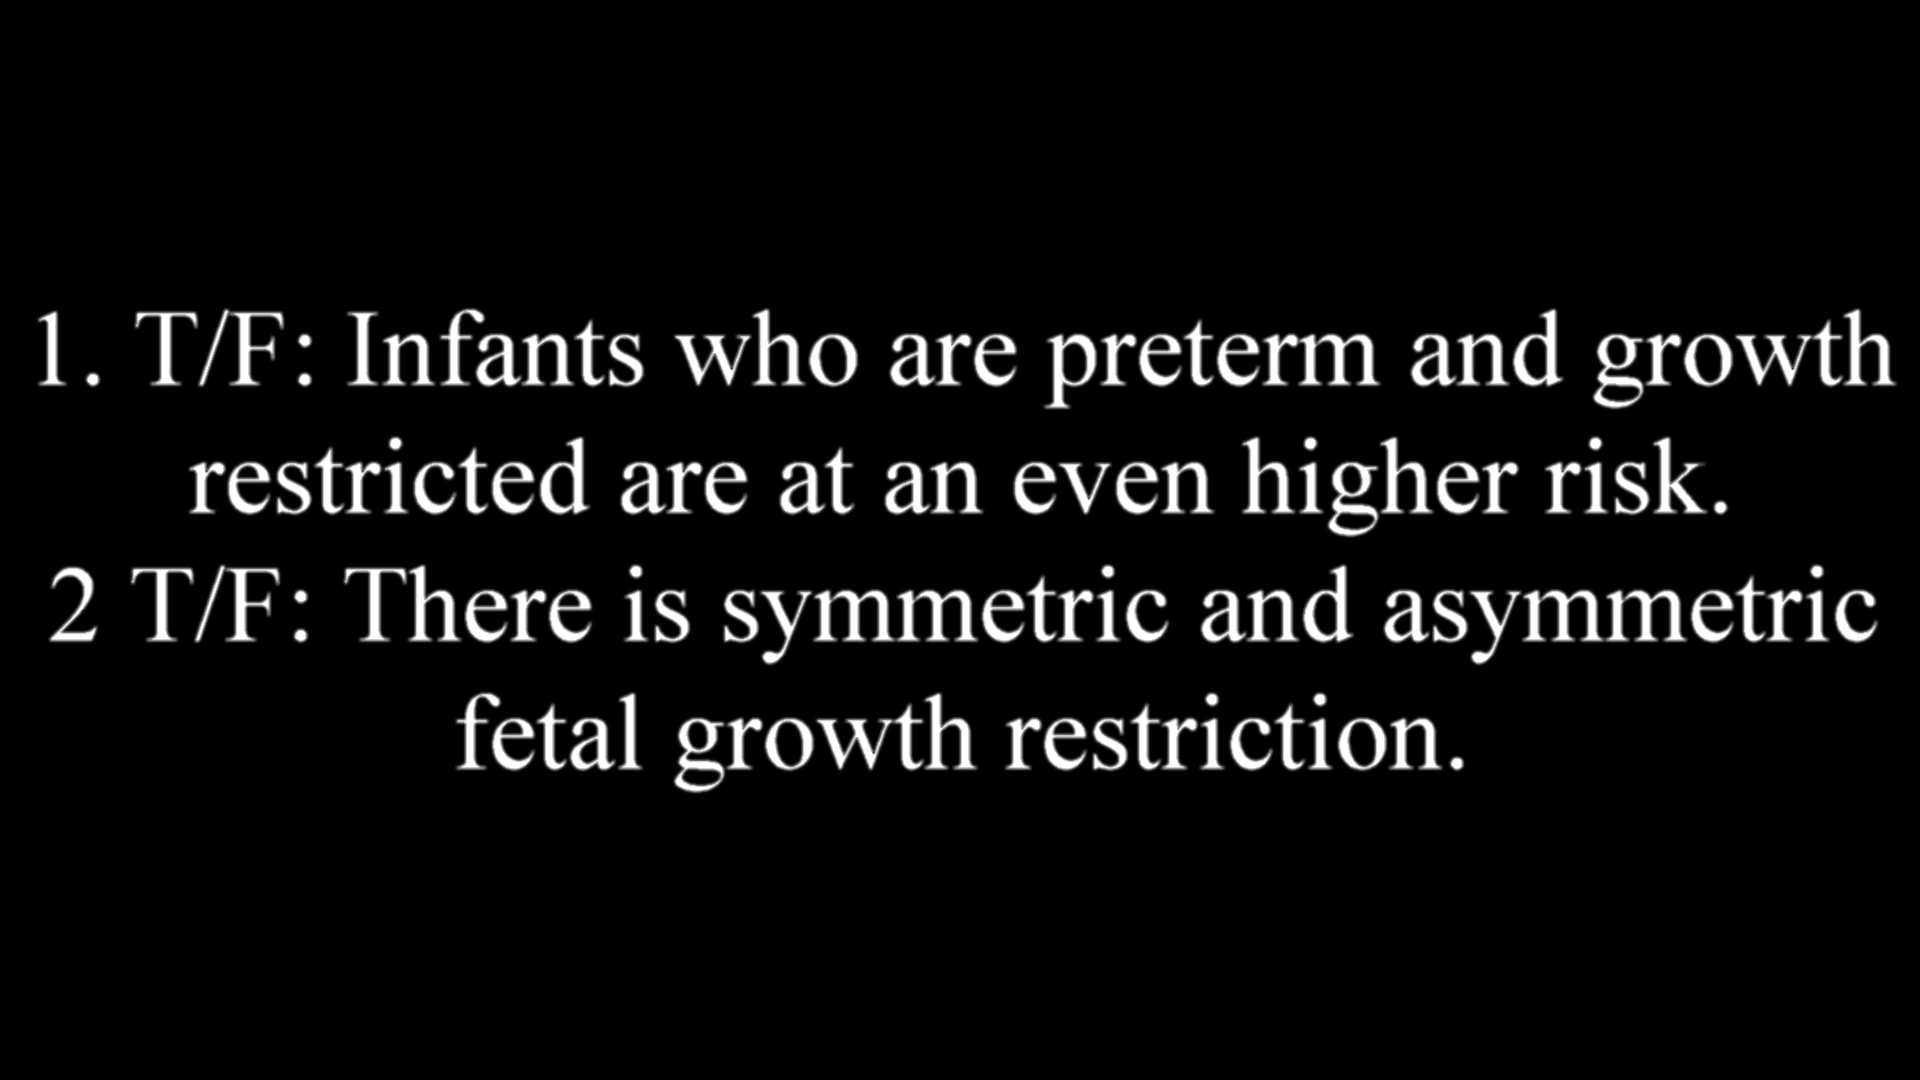 1. T/F: Infants who are preterm and growth
restricted are at an even higher risk.
2 T/F: There is symmetric and asymmetric
fetal growth restriction.